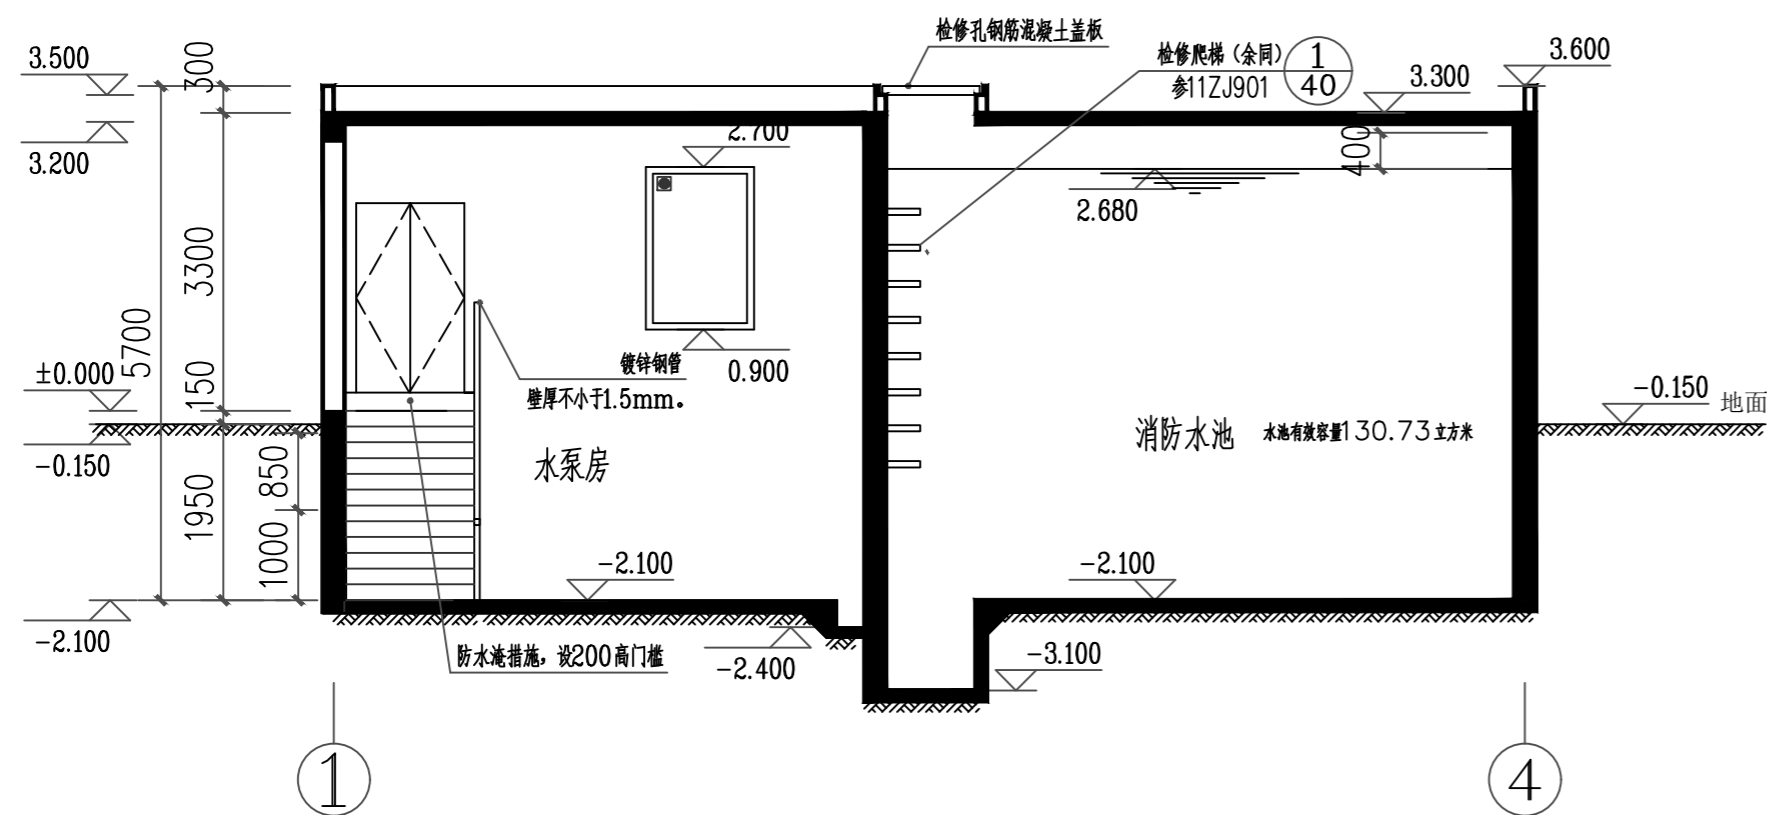 检修孔钢筋混凝土盖板
检修爬梯（余同）
参11ZJ901
1
40
3.500
300
3.300
3.600
3.200
2.700
400
2.680
3300
5700
镀锌钢管
壁厚不小于1.5mm。
0.900
±0.000
150
-0.150
地面
消防水池
水池有效容量130.73立方米
-0.150
水泵房
850
1950
1000
-2.100
-2.100
-2.100
防水淹措施，设200高门槛
-2.400
-3.100
1
4